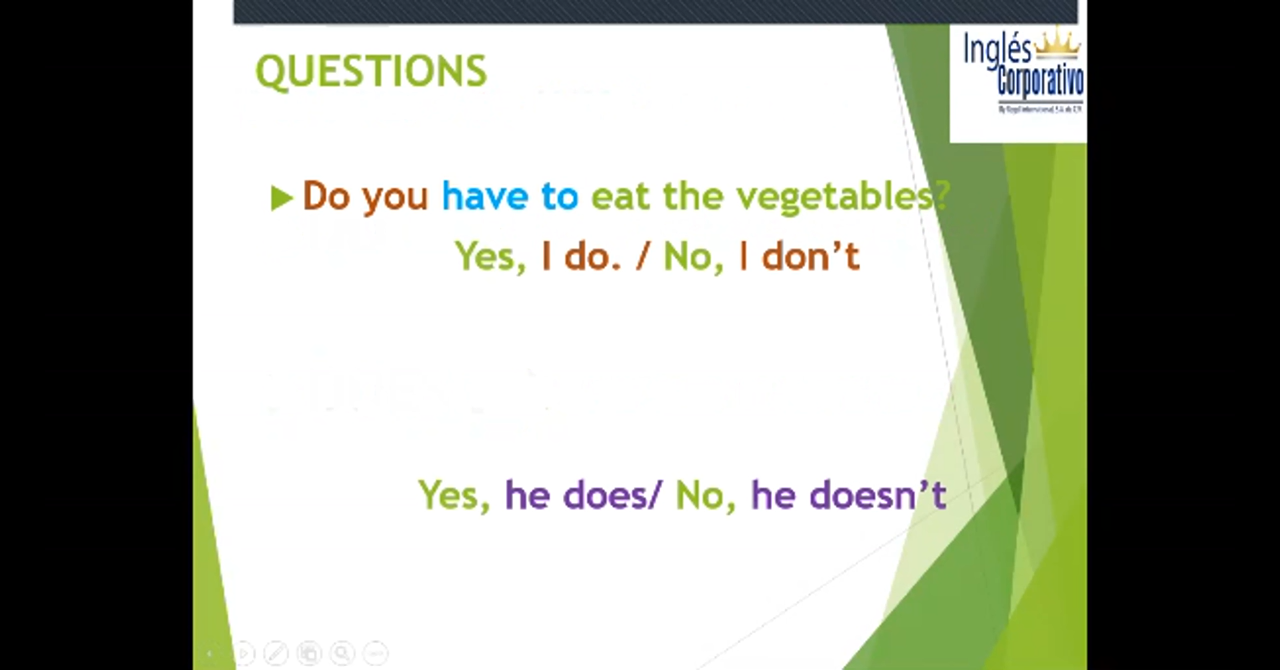 Inglés
Corporativo
QUESTIONS
Do you have to eat the vegetables?
Yes, I do. / No, I don’t
Yes, he does/ No, he doesn’t